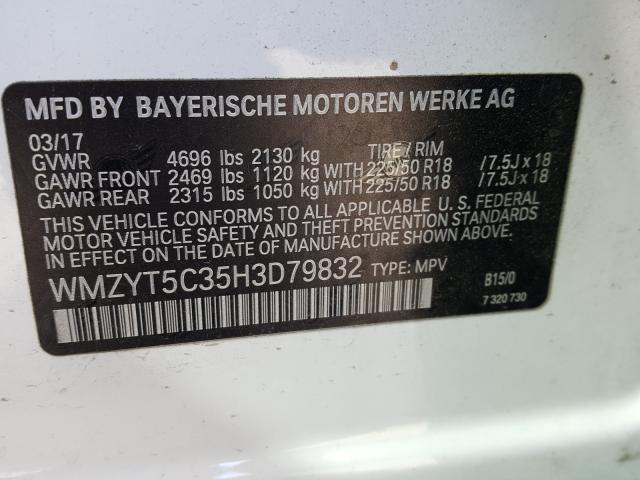 MFD BY BAYERISCHE MOTOREN WERKE AG
03/17 TIRE / RIM
GVWR 4696 lbs 2130 kg
GAWR FRONT 2469 lbs 1120 kg WITH 225/50 R18 /7.5J x 18
GAWR REAR 2315 lbs 1050 kg WITH 225/50 R18 /7.5J x 18
THIS VEHICLE CONFORMS TO ALL APPLICABLE U. S. FEDERAL
MOTOR VEHICLE SAFETY AND THEFT PREVENTION STANDARDS
IN EFFECT ON THE DATE OF MANUFACTURE SHOWN ABOVE.
WMZYT5C35H3D79832 TYPE: MPV B15/0
7 320 730